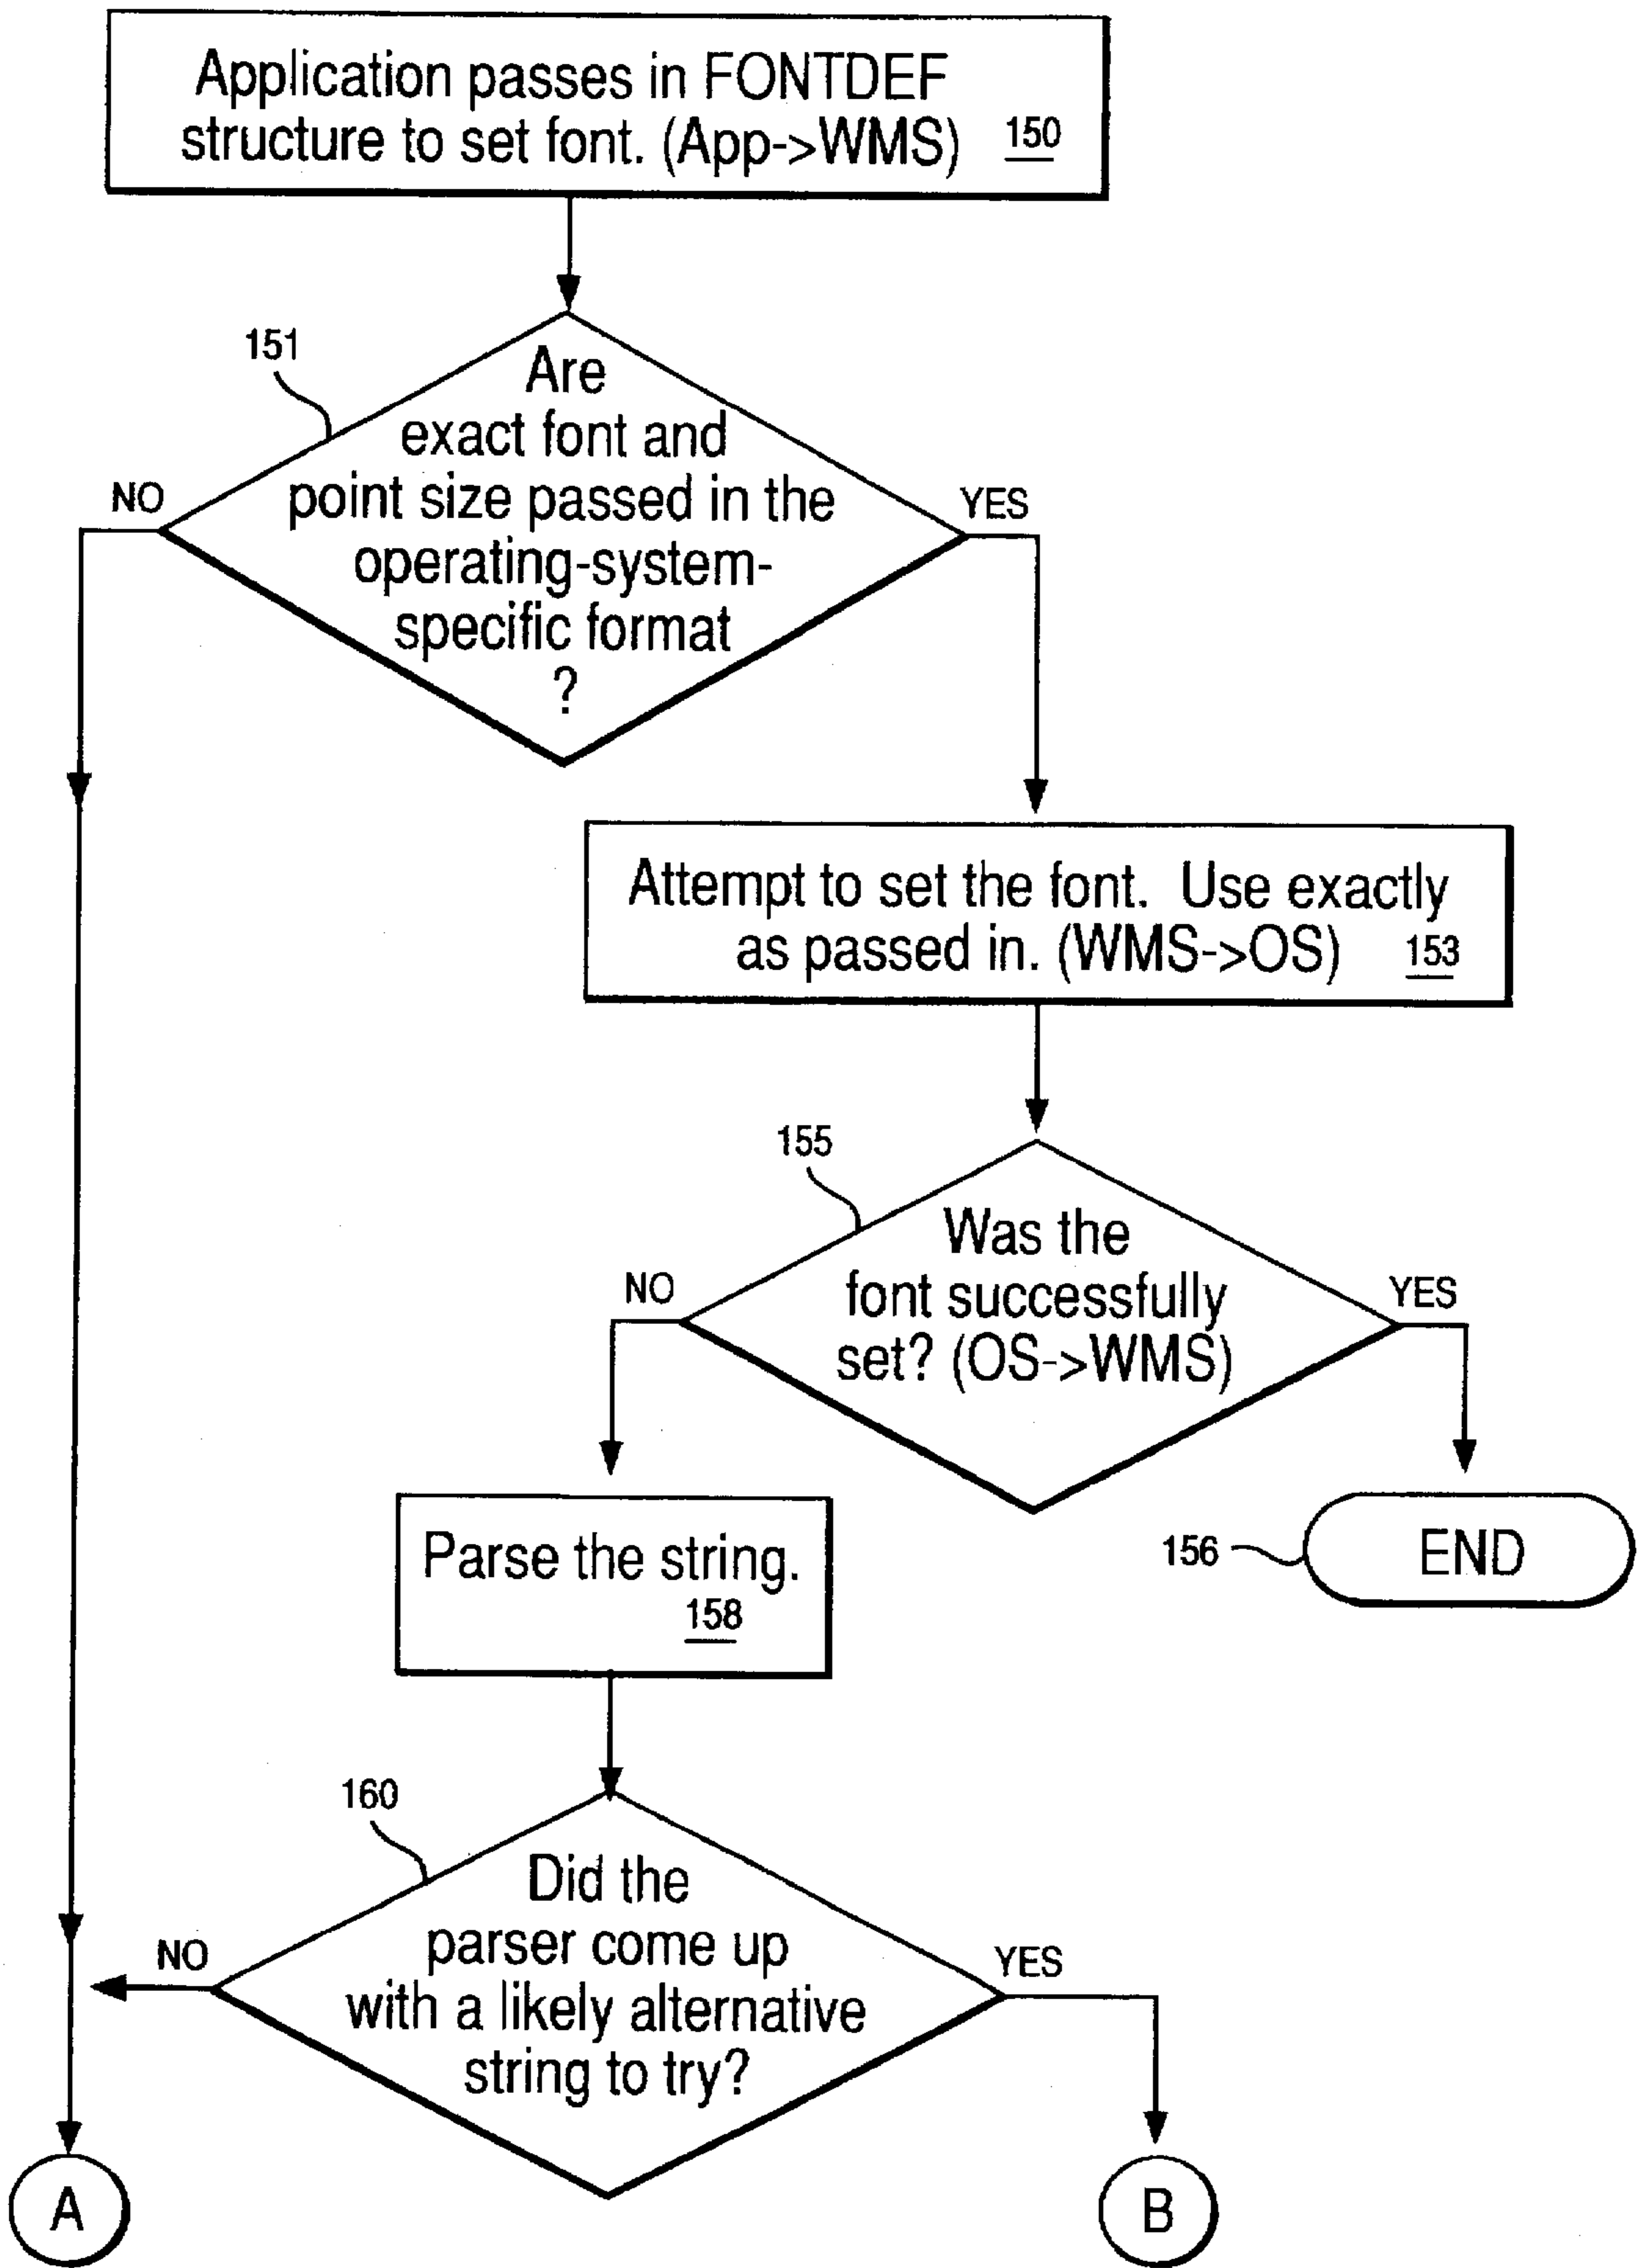 Application passes in FONTDEF
structure to set font. (App->WMS) 150
151
Are
exact font and
point size passed in the
operating-system-
specific format
?
NO
YES
Attempt to set the font. Use exactly
as passed in. (WMS->OS) 153
155
Was the
font successfully
set? (OS->WMS)
NO
YES
Parse the string.
158
156
END
160
Did the
parser come up
with a likely alternative
string to try?
NO
YES
A
B